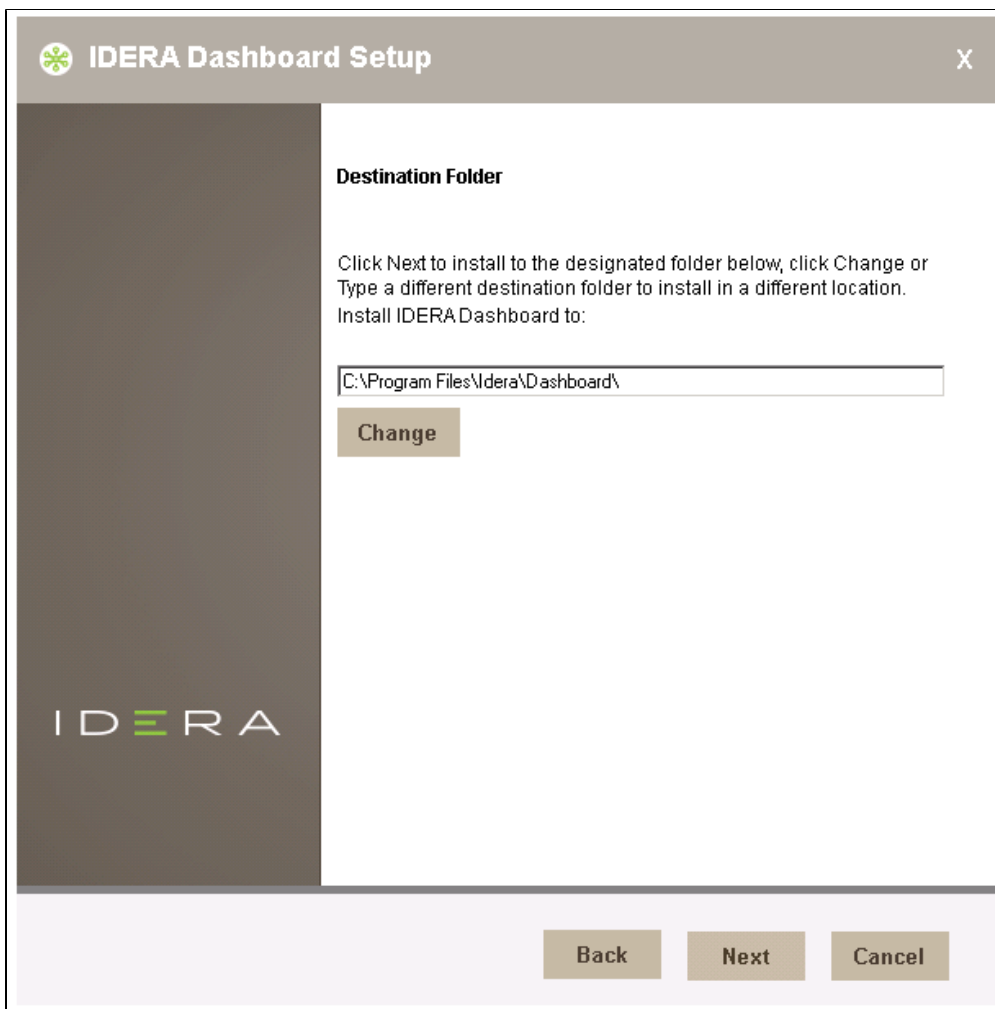 IDERA Dashboard Setup
X
Destination Folder
Click Next to install to the designated folder below, click Change or
Type a different destination folder to install in a different location.
Install IDERA Dashboard to:
C:\Program Files\Idera\Dashboard\
Change
IDERA
Back
Next
Cancel